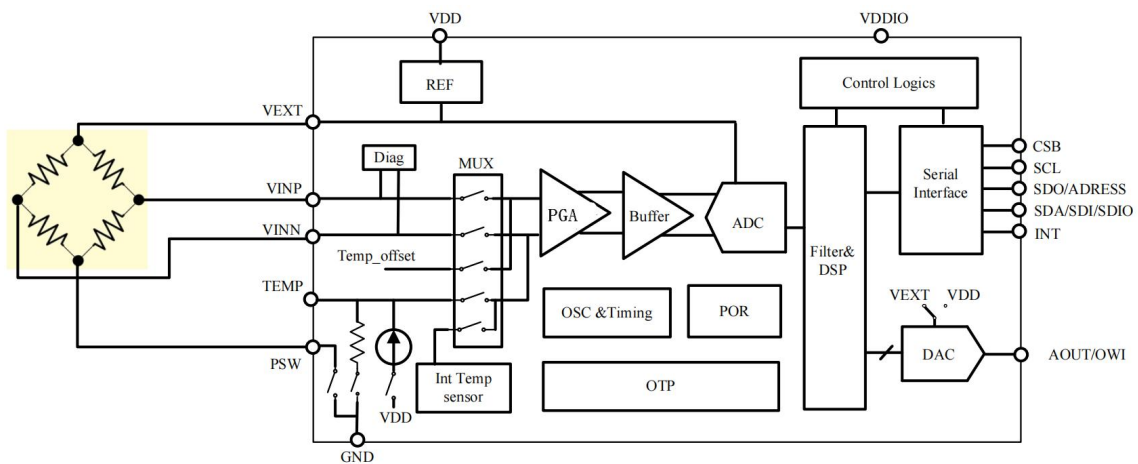 VDD
VDDIO
REF
Control Logics
VEXT
Diag
MUX
CSB
VINP
SCL
Serial
Interface
SDO/ADRESS
PGA
Buffer
ADC
VINN
SDA/SDI/SDIO
INT
Temp_offset
Filter&
DSP
TEMP
VEXT
VDD
OSC &Timing
POR
PSW
DAC
AOUT/OWI
Int Temp
sensor
OTP
VDD
GND